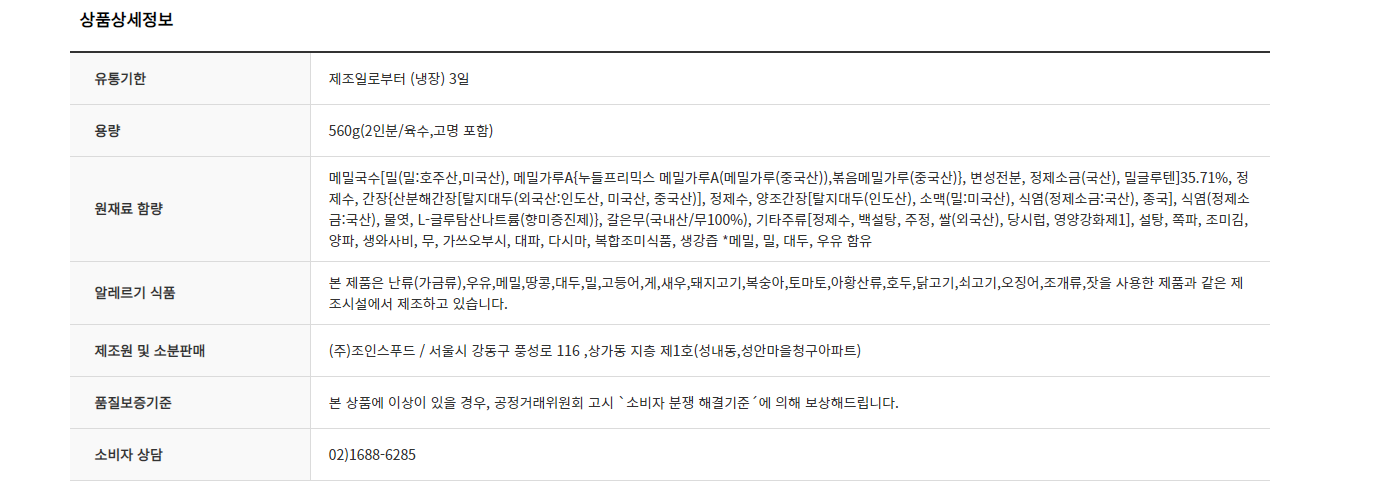 상품상세정보
유통기한
제조일로부터 (냉장) 3일
용량
560g(2인분/육수,고명 포함)
원재료 함량
메밀국수[밀(밀:호주산,미국산), 메밀가루A{누들프리믹스 메밀가루A(메밀가루(중국산)),볶음메밀가루(중국산)}, 변성전분, 정제소금(국산), 밀글루텐]35.71%, 정
제수, 간장{산분해간장[탈지대두(외국산:인도산, 미국산, 중국산)], 정제수, 양조간장[탈지대두(인도산), 소맥(밀:미국산), 식염(정제소금:국산), 종국], 식염(정제소
금:국산), 물엿, L-글루탐산나트륨(향미증진제)}, 갈은무(국내산/무100%), 기타주류[정제수, 백설탕, 주정, 쌀(외국산), 당시럽, 영양강화제1], 설탕, 쪽파, 조미김,
양파, 생와사비, 무, 가쓰오부시, 대파, 다시마, 복합조미식품, 생강즙 *메밀, 밀, 대두, 우유 함유
알레르기 식품
본 제품은 난류(가금류),우유,메밀,땅콩,대두,밀,고등어,게,새우,돼지고기,복숭아,토마토,아황산류,호두,닭고기,쇠고기,오징어,조개류,잣을 사용한 제품과 같은 제
조시설에서 제조하고 있습니다.
제조원 및 소분판매
(주)조인스푸드 / 서울시 강동구 풍성로 116 ,상가동 지층 제1호(성내동,성안마을청구아파트)
품질보증기준
본 상품에 이상이 있을 경우, 공정거래위원회 고시 `소비자 분쟁 해결기준´에 의해 보상해드립니다.
소비자 상담
02)1688-6285